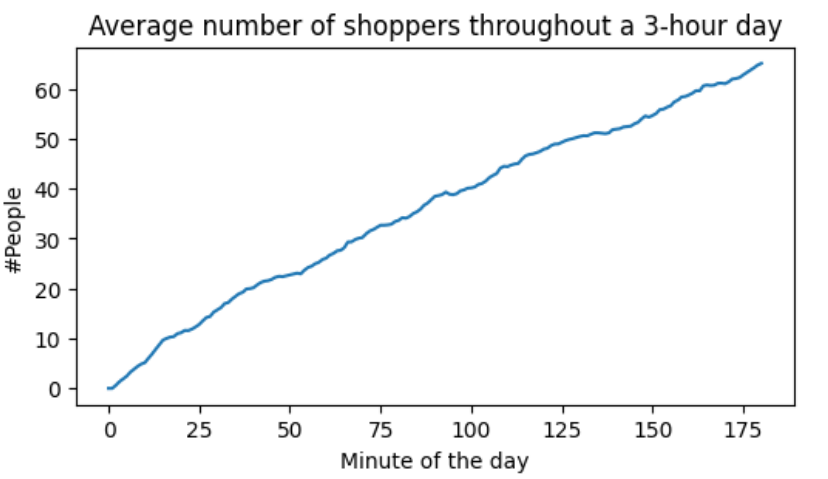 Average number of shoppers throughout a 3-hour day
#People
60
50
40
30
20
10
0
0 25 50 75 100 125 150 175
Minute of the day